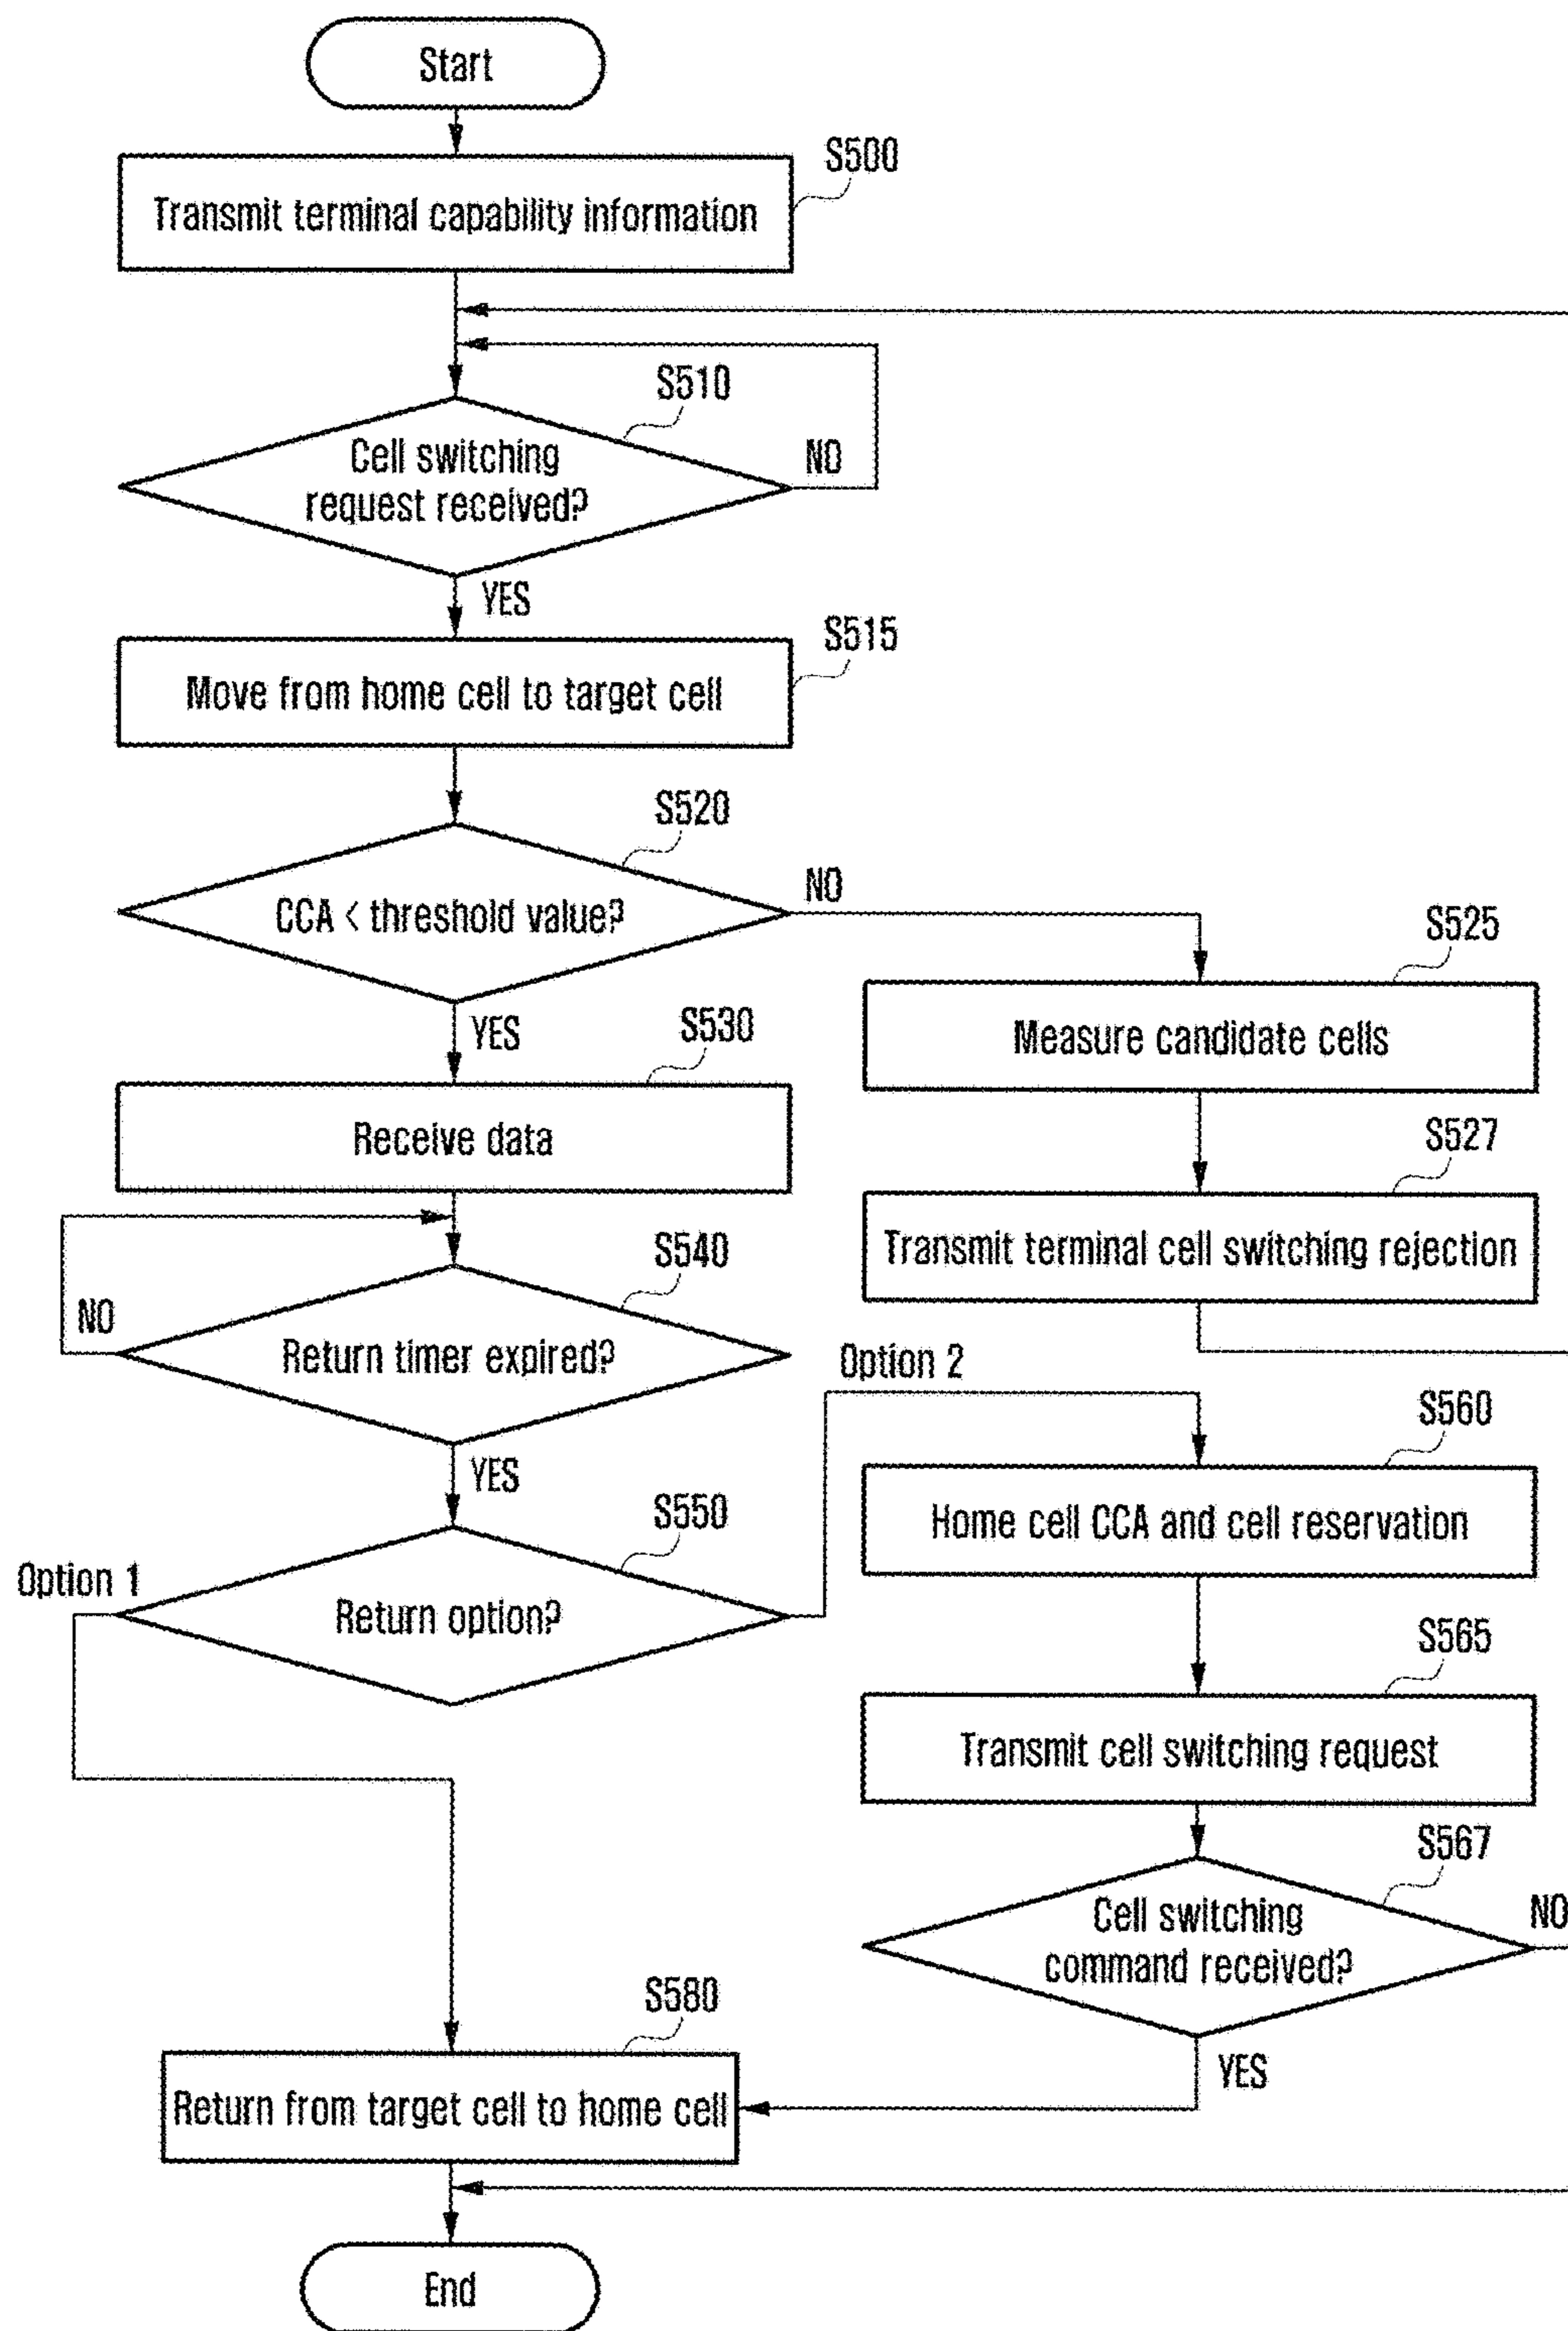 Start
S500
Transmit terminal capability information
S510
Cell switching
request received?
NO
YES
S515
Move from home cell to target cell
S520
CCA < threshold value?
NO
YES
S525
Measure candidate cells
S527
Transmit terminal cell switching rejection
S530
Receive data
S540
Return timer expired?
NO
YES
S550
Return option?
Option 1
Option 2
S560
Home cell CCA and cell reservation
S565
Transmit cell switching request
S567
Cell switching
command received?
NO
YES
S580
Return from target cell to home cell
End